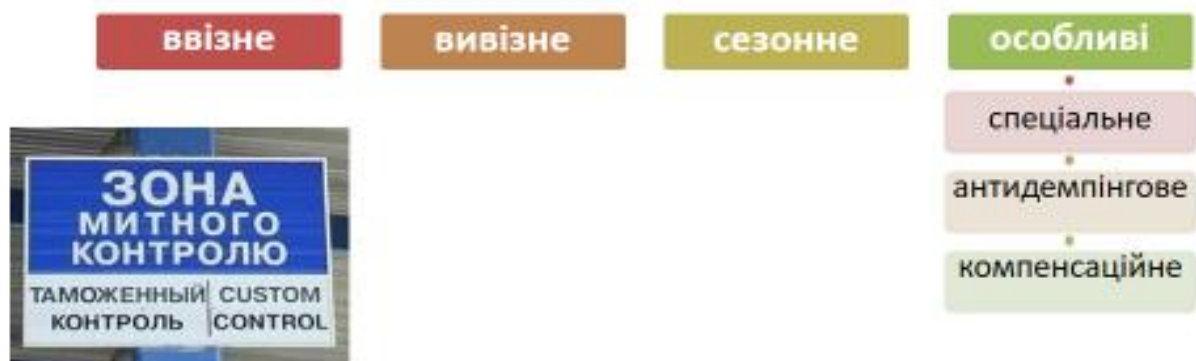 ввізне
вивізне
сезонне
особливі
спеціальне
антидемпінгове
компенсаційне
ЗОНА
МИТНОГО
КОНТРОЛЮ
ТАМОЖЕННЫЙ
КОНТРОЛЬ
CUSTOM
CONTROL